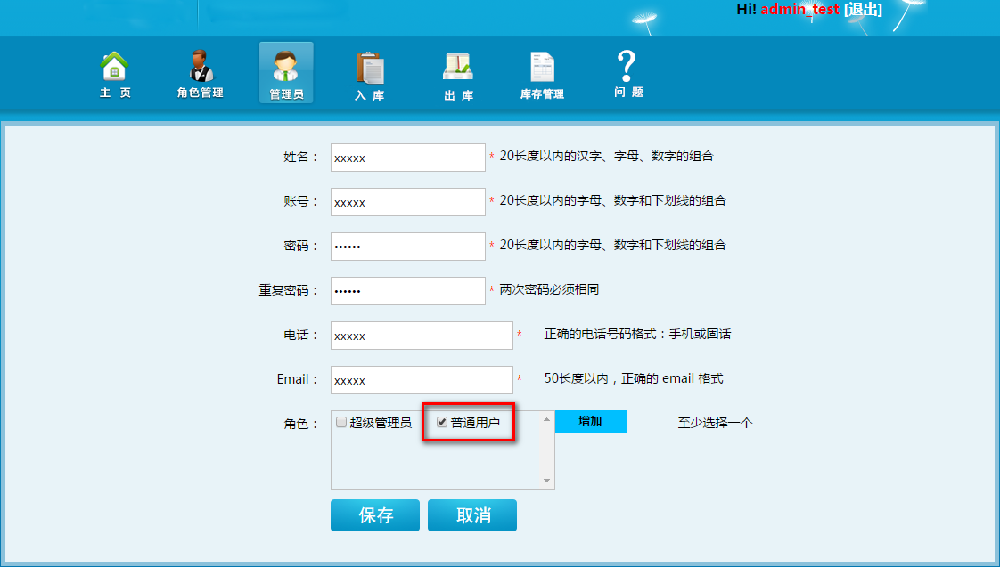 Hi! admin_test [退出]
主 页 角色管理 管理员 入 库 出 库 库存管理 问 题
姓名： xxxxx * 20长度以内的汉字、字母、数字的组合
账号： xxxxx * 20长度以内的字母、数字和下划线的组合
密码： •••••• * 20长度以内的字母、数字和下划线的组合
重复密码： •••••• * 两次密码必须相同
电话： xxxxx * 正确的电话号码格式：手机或固话
Email： xxxxx * 50长度以内，正确的 email 格式
角色： 超级管理员 普通用户 增加 至少选择一个
保存 取消